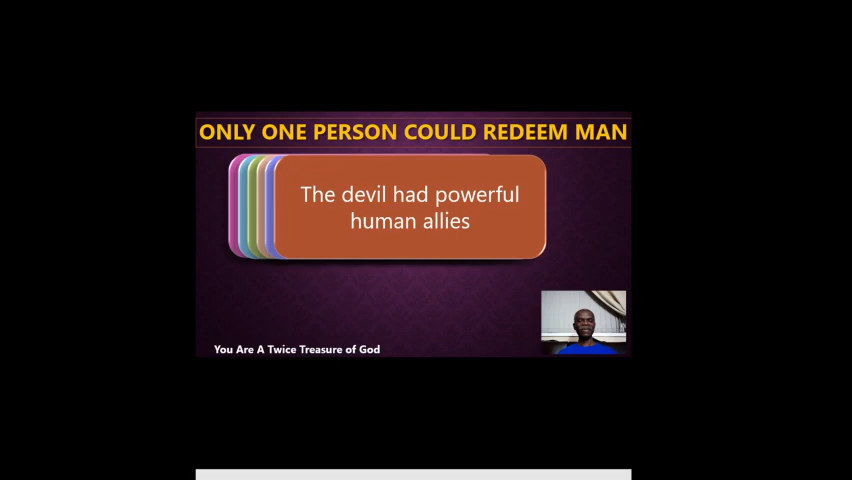 ONLY ONE PERSON COULD REDEEM MAN
The devil had powerful
human allies
You Are A Twice Treasure of God